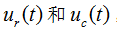 u_r(t) 和 u_c(t)